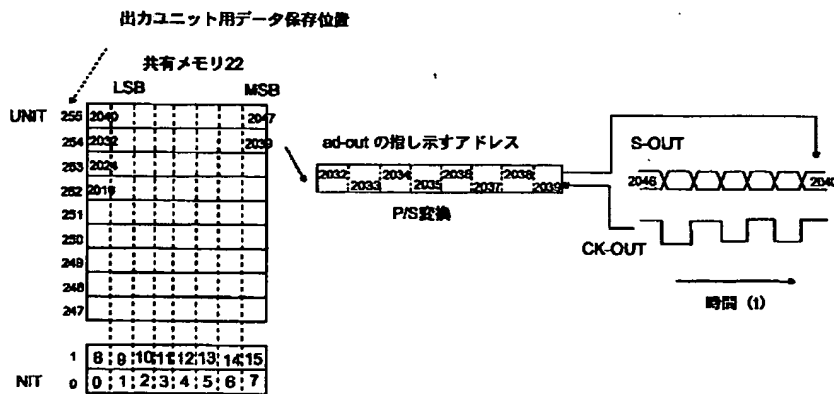 出力ユニット用データ保存位置
共有メモリ22
LSB MSB
UNIT 255 2040 2047
254 2032 2039
253 2024
252 2016
251
250
249
248
247
1 8 9 10 11 12 13 14 15
NIT 0 0 1 2 3 4 5 6 7
ad-out の指し示すアドレス
2032 2033 2034 2035 2036 2037 2038 2039
P/S変換
S-OUT
2046 2040
CK-OUT
時間 (t)